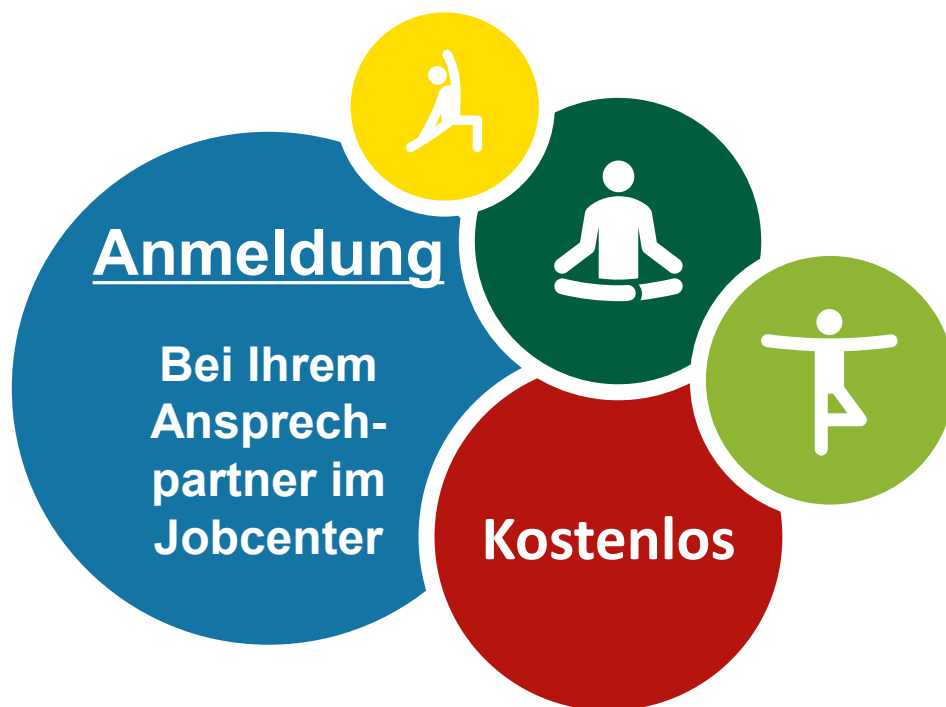 Anmeldung
Bei Ihrem
Ansprech-
partner im
Jobcenter
Kostenlos